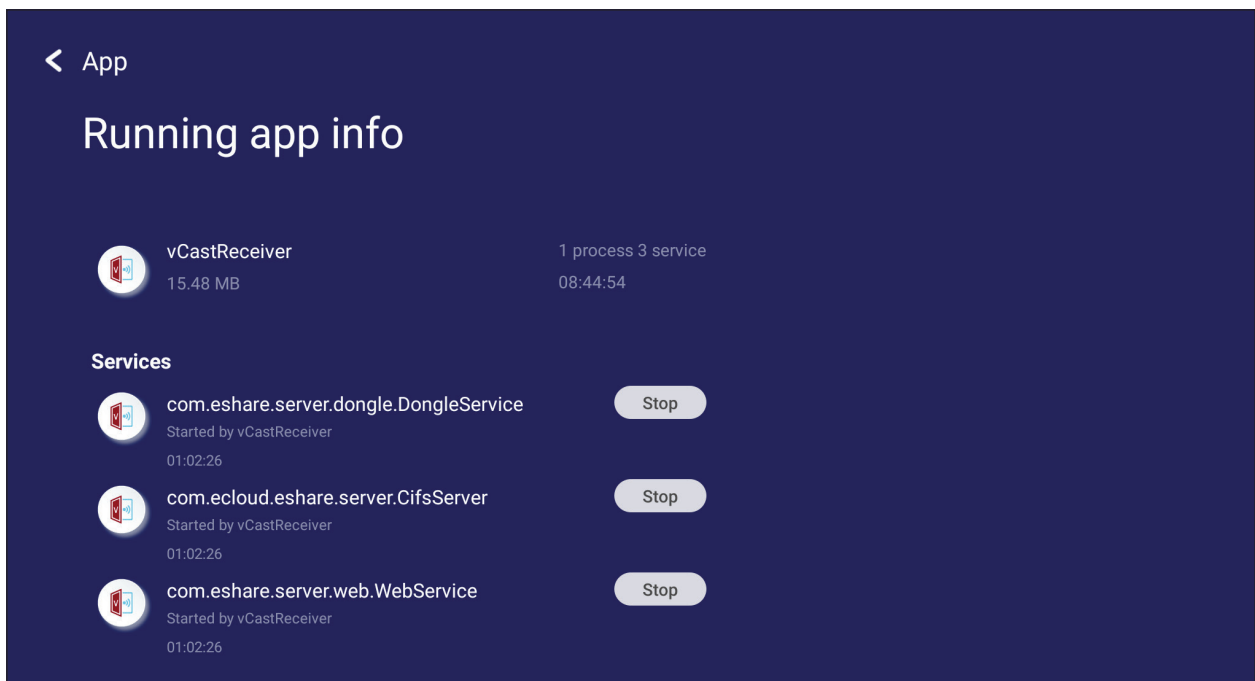 App
Running app info
vCastReceiver
1 process 3 service
15.48 MB
08:44:54
Services
com.eshare.server.dongle.DongleService
Stop
Started by vCastReceiver
01:02:26
com.ecloud.eshare.server.CifsServer
Stop
Started by vCastReceiver
01:02:26
com.eshare.server.web.WebService
Stop
Started by vCastReceiver
01:02:26